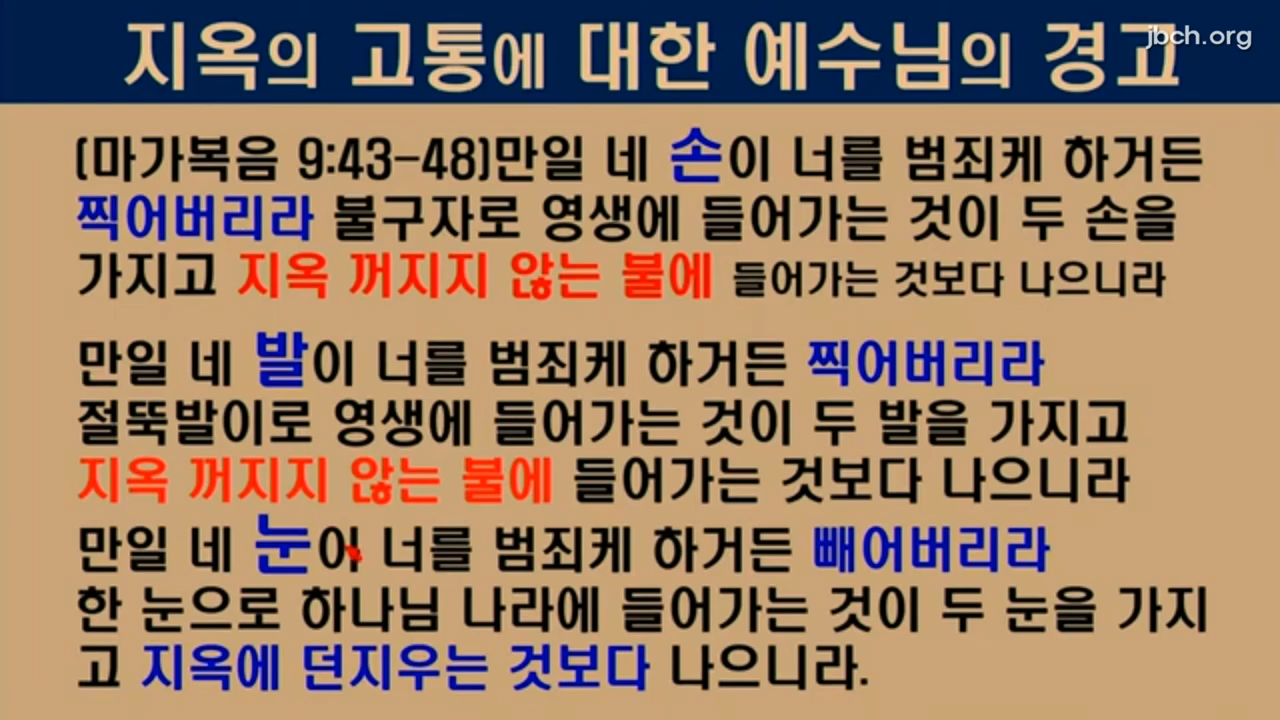 jbch.org
지옥의 고통에 대한 예수님의 경고
(마가복음 9:43-48)만일 네 손이 너를 범죄케 하거든
찍어버리라 불구자로 영생에 들어가는 것이 두 손을
가지고 지옥 꺼지지 않는 불에 들어가는 것보다 나으니라
만일 네 발이 너를 범죄케 하거든 찍어버리라
절뚝발이로 영생에 들어가는 것이 두 발을 가지고
지옥 꺼지지 않는 불에 들어가는 것보다 나으니라
만일 네 눈이 너를 범죄케 하거든 빼어버리라
한 눈으로 하나님 나라에 들어가는 것이 두 눈을 가지
고 지옥에 던지우는 것보다 나으니라.